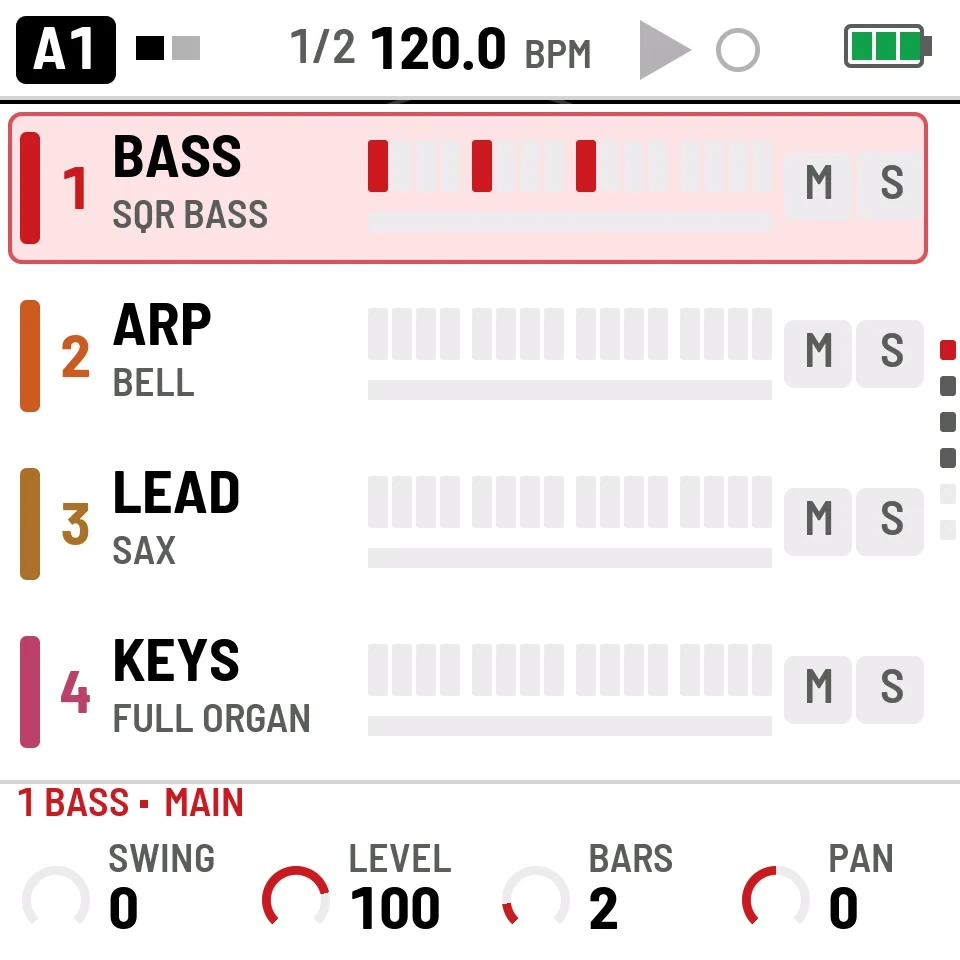 A1 1/2 120.0 BPM
1 BASS M S
SQR BASS
2 ARP M S
BELL
3 LEAD M S
SAX
4 KEYS M S
FULL ORGAN
1 BASS · MAIN
SWING LEVEL BARS PAN
0 100 2 0